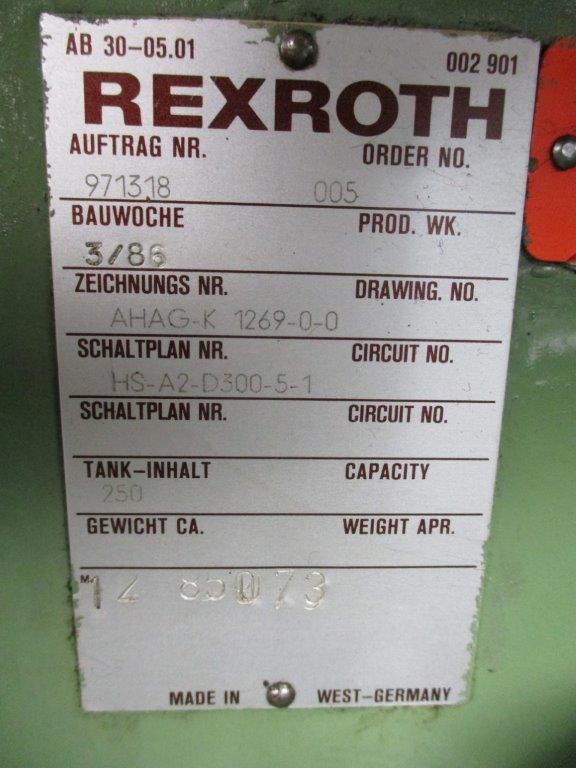 AB 30-05.01 002 901
REXROTH
AUFTRAG NR. ORDER NO.
971318 005
BAUWOCHE PROD. WK.
3/86
ZEICHNUNGS NR. DRAWING. NO.
AHAG-K 1269-0-0
SCHALTPLAN NR. CIRCUIT NO.
HS-A2-D300-5-1
SCHALTPLAN NR. CIRCUIT NO.
TANK-INHALT CAPACITY
250
GEWICHT CA. WEIGHT APR.
85073
MADE IN WEST-GERMANY